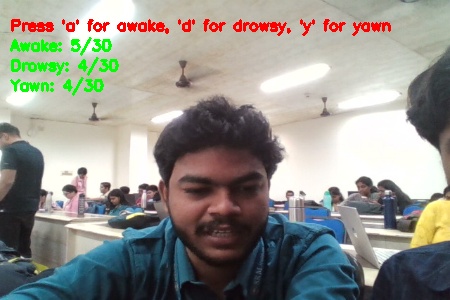 Press 'a' for awake, 'd' for drowsy, 'y' for yawn
Awake: 5/30
Drowsy: 4/30
Yawn: 4/30